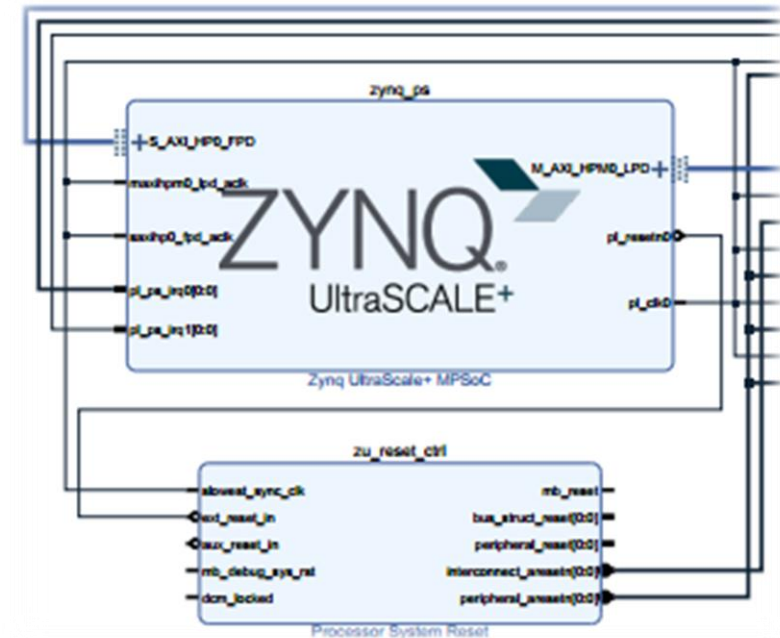 zynq_ps
S_AXI_HP0_FPD
M_AXI_HPM0_LPD
maxihpm0_lpd_aclk
saxihp0_fpd_aclk
pl_resetn0
pl_ps_irq0[0:0]
pl_clk0
pl_ps_irq1[0:0]
ZYNQ.
UltraSCALE+
Zynq UltraScale+ MPSoC
zu_reset_ctrl
slowest_sync_clk
mb_reset
ext_reset_in
bus_struct_reset[0:0]
aux_reset_in
peripheral_reset[0:0]
mb_debug_sys_rst
interconnect_aresetn[0:0]
dcm_locked
peripheral_aresetn[0:0]
Processor System Reset